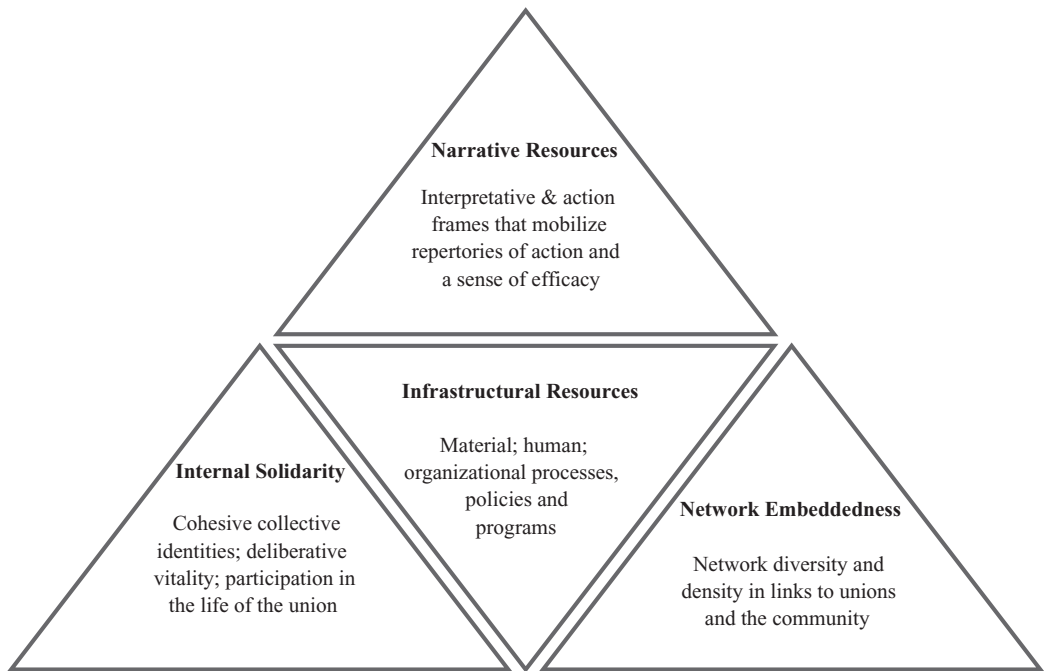 Narrative Resources
Interpretative & action
frames that mobilize
repertories of action and
a sense of efficacy
Infrastructural Resources
Material; human;
organizational processes,
policies and
programs
Internal Solidarity
Cohesive collective
identities; deliberative
vitality; participation in
the life of the union
Network Embeddedness
Network diversity and
density in links to unions
and the community